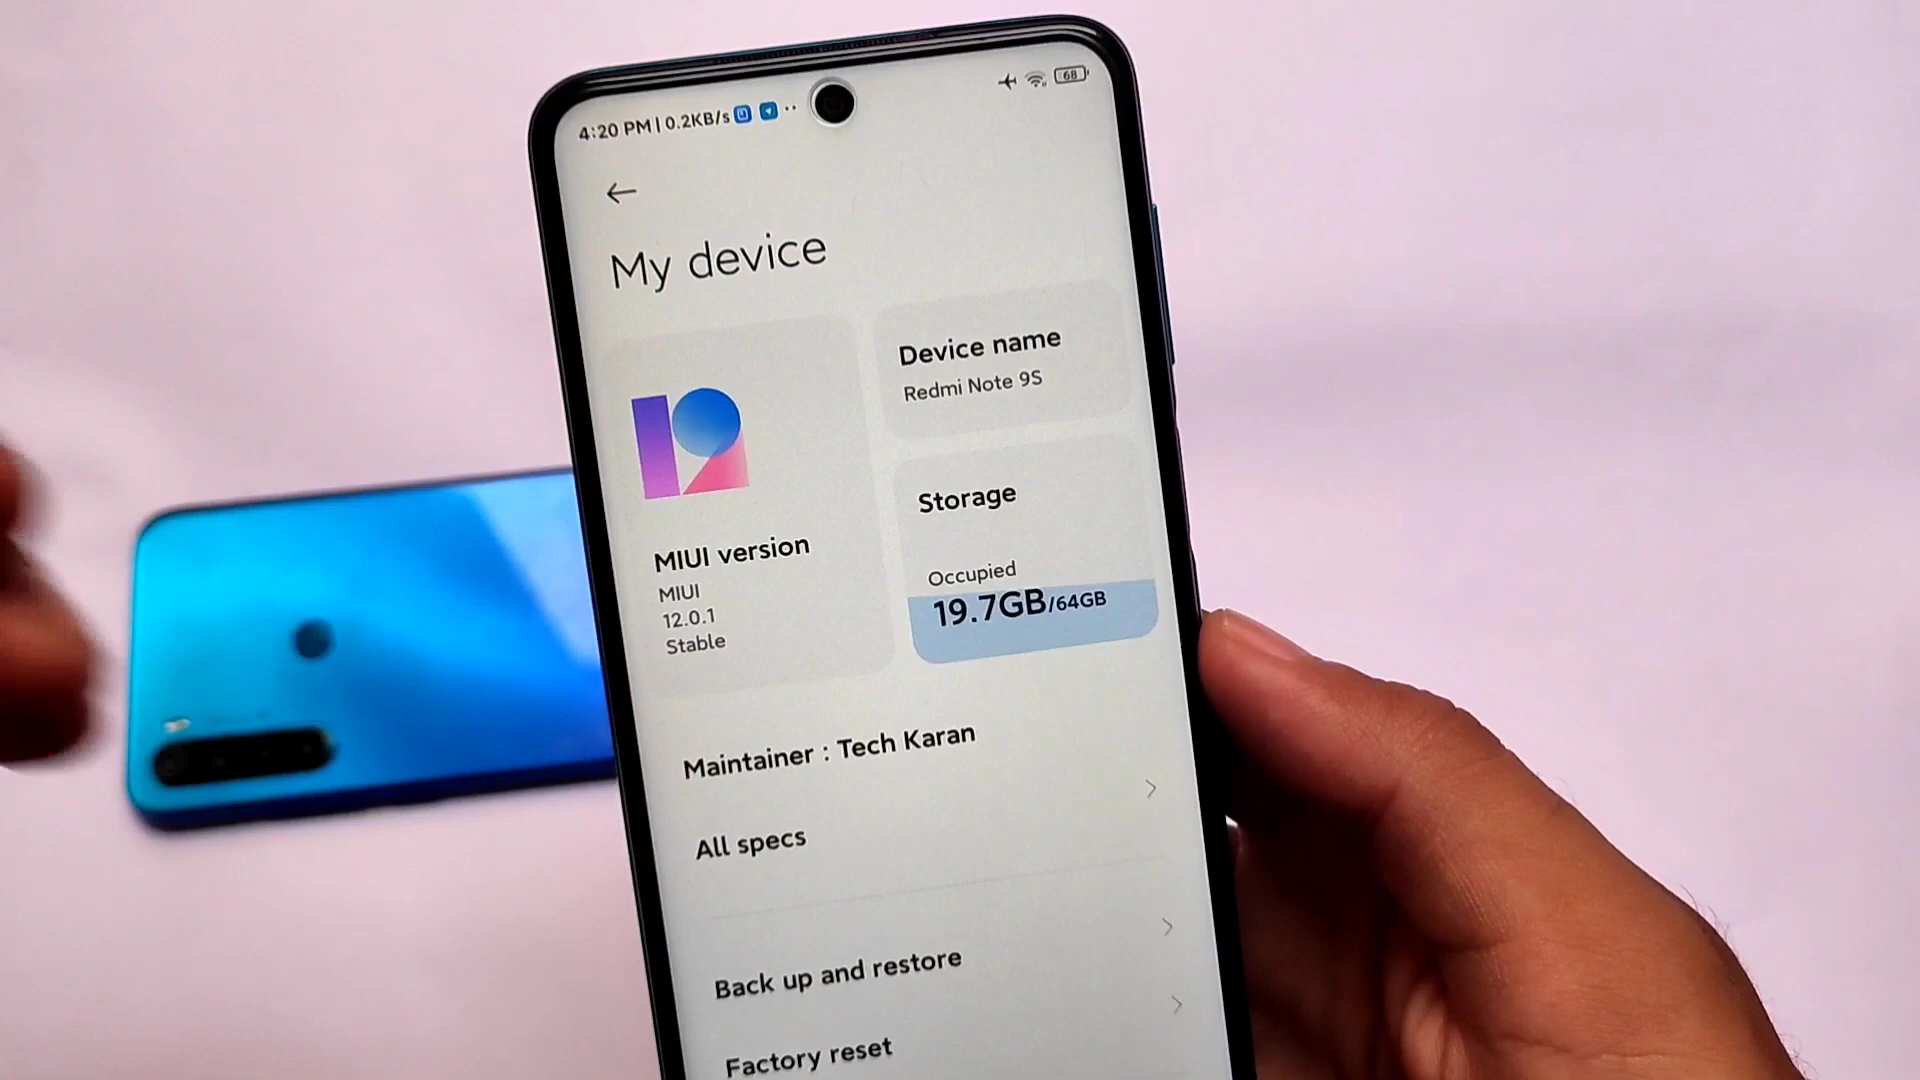 4:20 PM | 0.2KB/s
68
My device
Device name
Redmi Note 9S
Storage
Occupied
19.7GB/64GB
12
MIUI version
MIUI
12.0.1
Stable
Maintainer : Tech Karan
All specs
Back up and restore
Factory reset